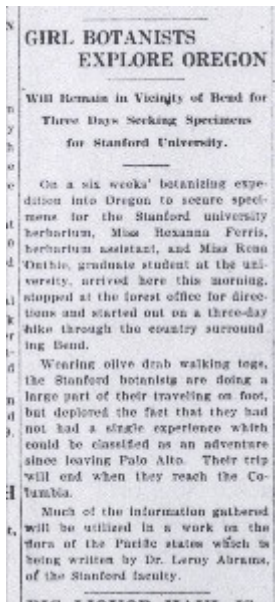 GIRL BOTANISTS
EXPLORE OREGON
Will Remain in Vicinity of Bend for
Three Days Seeking Specimens
for Stanford University.
On a six weeks' botanizing expe-
dition into Oregon to secure speci-
mens for the Stanford university
herbarium, Miss Roxanna Ferris,
herbarium assistant, and Miss Rena
Duthie, graduate student at the uni-
versity, arrived here this morning,
stopped at the forest office for direc-
tions and started out on a three-day
hike through the country surround
ing Bend.
Wearing olive drab walking togs,
the Stanford botanists are doing a
large part of their traveling on foot,
but deplored the fact that they had
not had a single experience which
could be classified as an adventure
since leaving Palo Alto. Their trip
will end when they reach the Co-
lumbia.
Much of the information gathered
will be utilized in a work on the
flora of the Pacific states which is
being written by Dr. Leroy Abrams,
of the Stanford faculty.